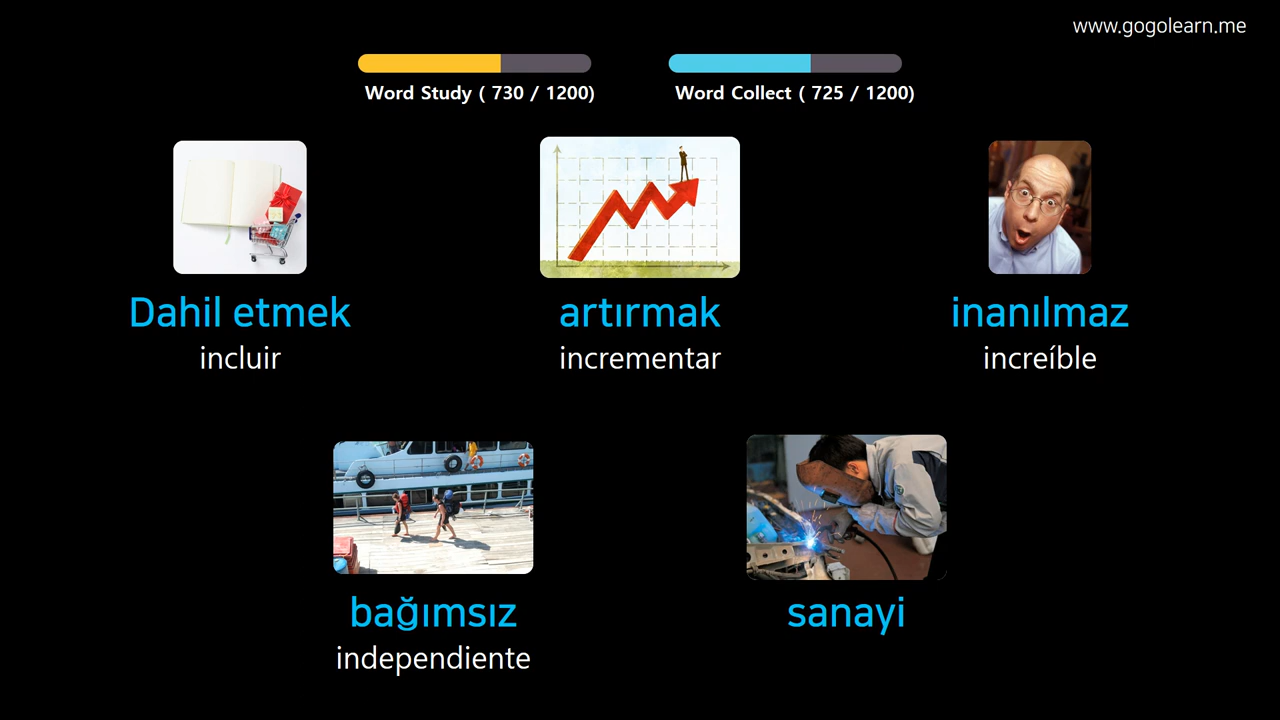 www.gogolearn.me
Word Study ( 730 / 1200)
Word Collect ( 725 / 1200)
Dahil etmek
incluir
artırmak
incrementar
inanılmaz
increíble
bağımsız
independiente
sanayi